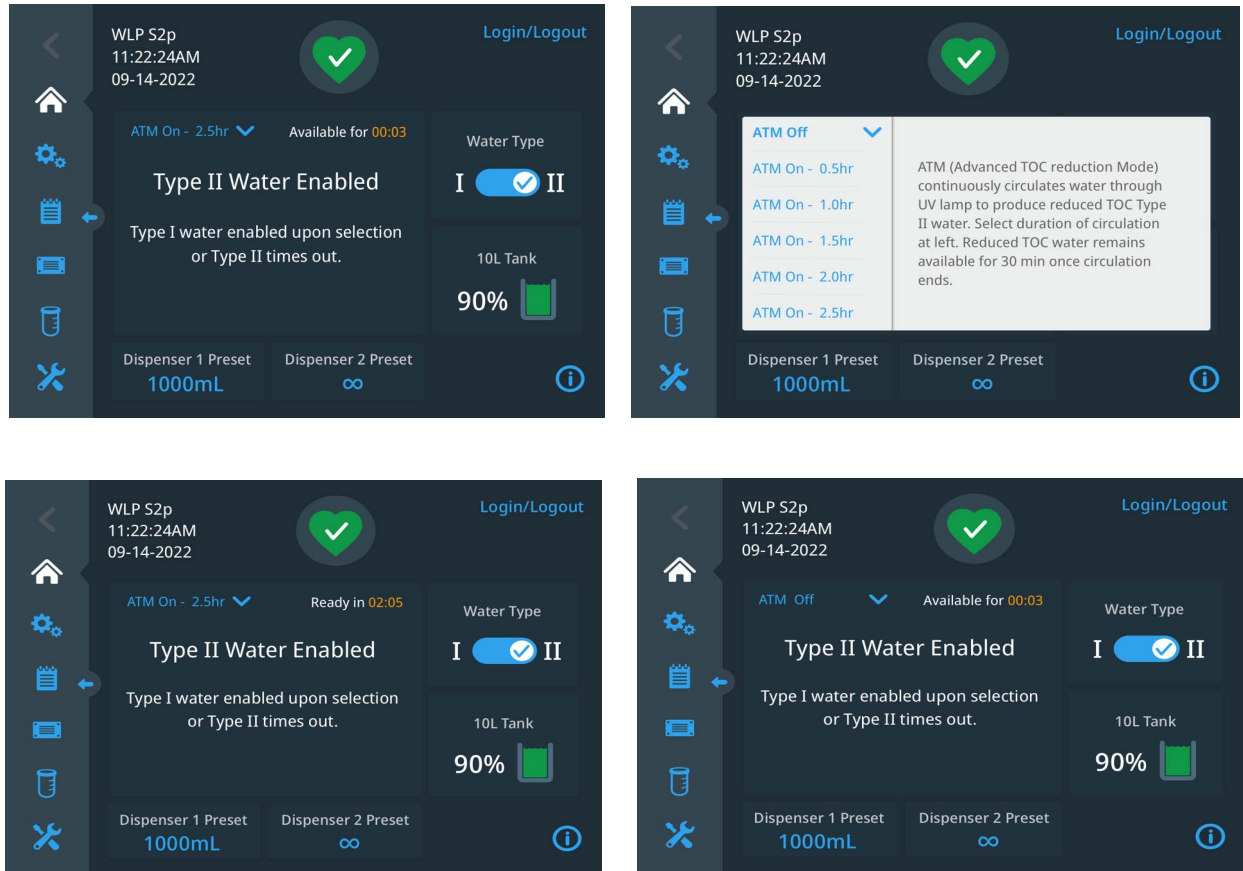 WLP S2p
11:22:24AM
09-14-2022
Login/Logout
ATM On - 2.5hr
Available for 00:03
Type II Water Enabled
Type I water enabled upon selection
or Type II times out.
Water Type
I II
10L Tank
90%
Dispenser 1 Preset
1000mL
Dispenser 2 Preset
∞
WLP S2p
11:22:24AM
09-14-2022
Login/Logout
ATM Off
ATM On - 0.5hr
ATM On - 1.0hr
ATM On - 1.5hr
ATM On - 2.0hr
ATM On - 2.5hr
ATM (Advanced TOC reduction Mode)
continuously circulates water through
UV lamp to produce reduced TOC Type
II water. Select duration of circulation
at left. Reduced TOC water remains
available for 30 min once circulation
ends.
Dispenser 1 Preset
1000mL
Dispenser 2 Preset
∞
WLP S2p
11:22:24AM
09-14-2022
Login/Logout
ATM On - 2.5hr
Ready in 02:05
Type II Water Enabled
Type I water enabled upon selection
or Type II times out.
Water Type
I II
10L Tank
90%
Dispenser 1 Preset
1000mL
Dispenser 2 Preset
∞
WLP S2p
11:22:24AM
09-14-2022
Login/Logout
ATM Off
Available for 00:03
Type II Water Enabled
Type I water enabled upon selection
or Type II times out.
Water Type
I II
10L Tank
90%
Dispenser 1 Preset
1000mL
Dispenser 2 Preset
∞